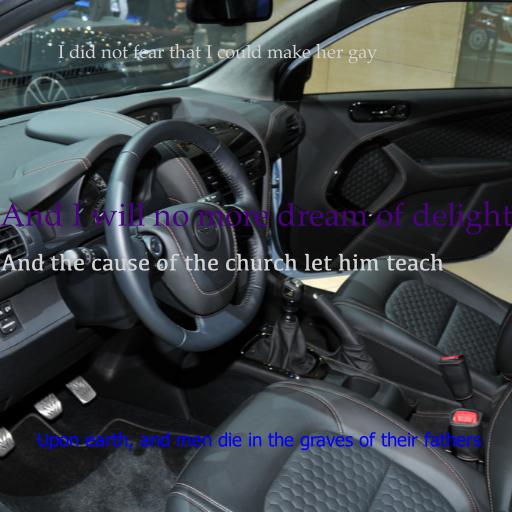 I did not fear that I could make her gay
And I will no more dream of delight
And the cause of the church let him teach
Upon earth, and men die in the graves of their fathers